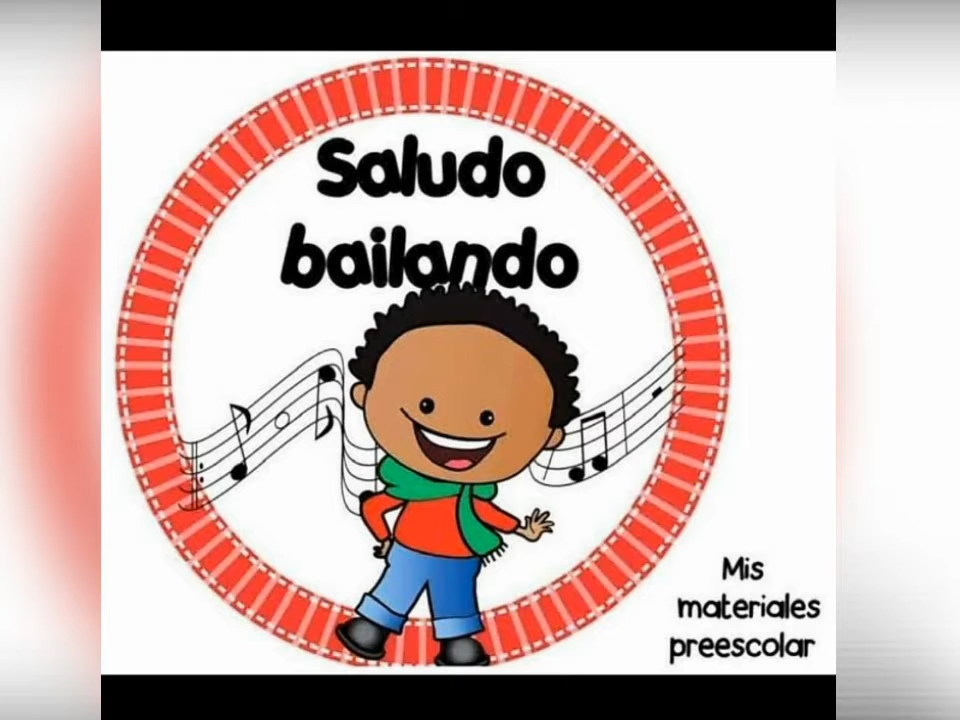 Saludo
bailando
Mis
materiales
preescolar